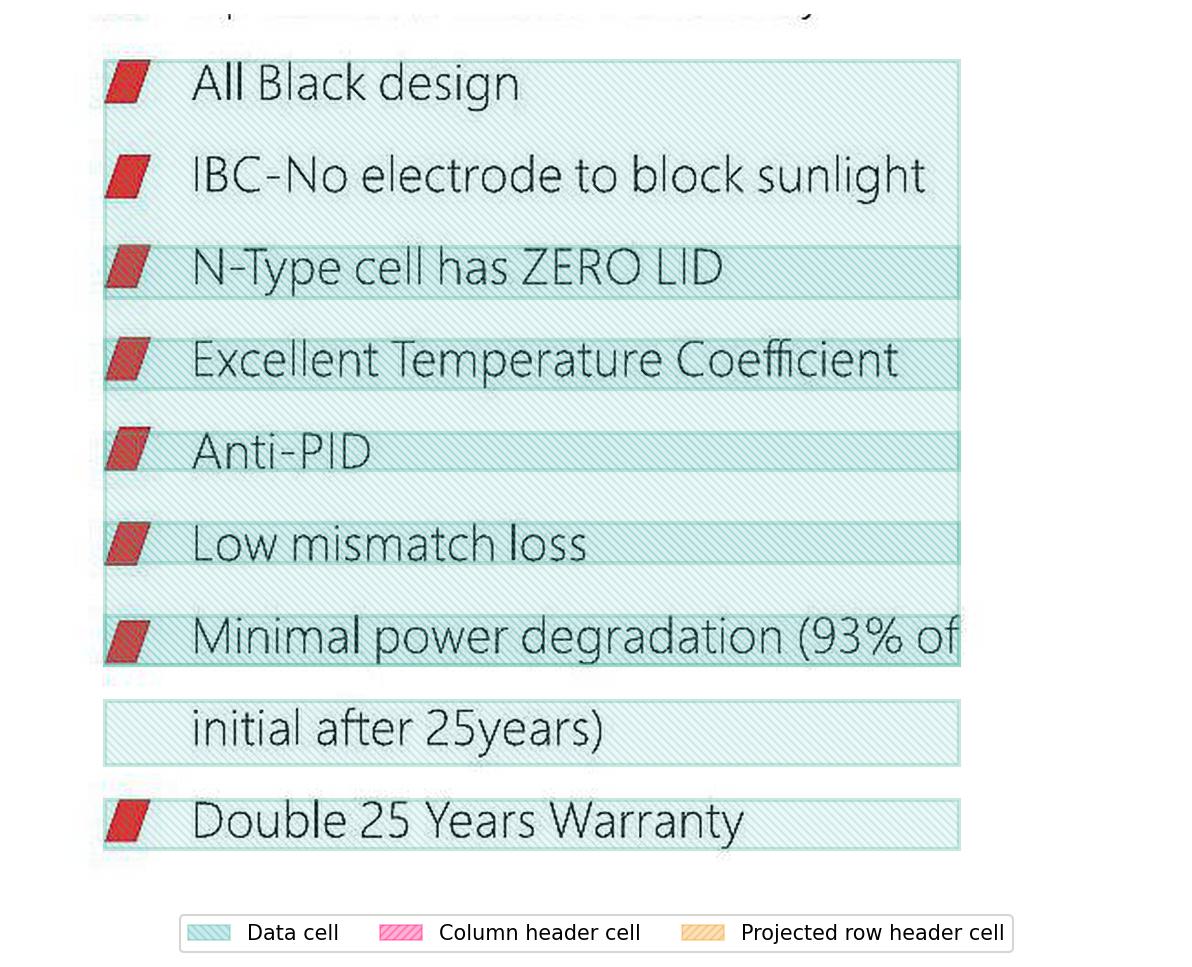 All Black design
IBC-No electrode to block sunlight
N-Type cell has ZERO LID
Excellent Temperature Coefficient
Anti-PID
Low mismatch loss
Minimal power degradation (93% of
initial after 25years)
Double 25 Years Warranty
Data cell
Column header cell
Projected row header cell